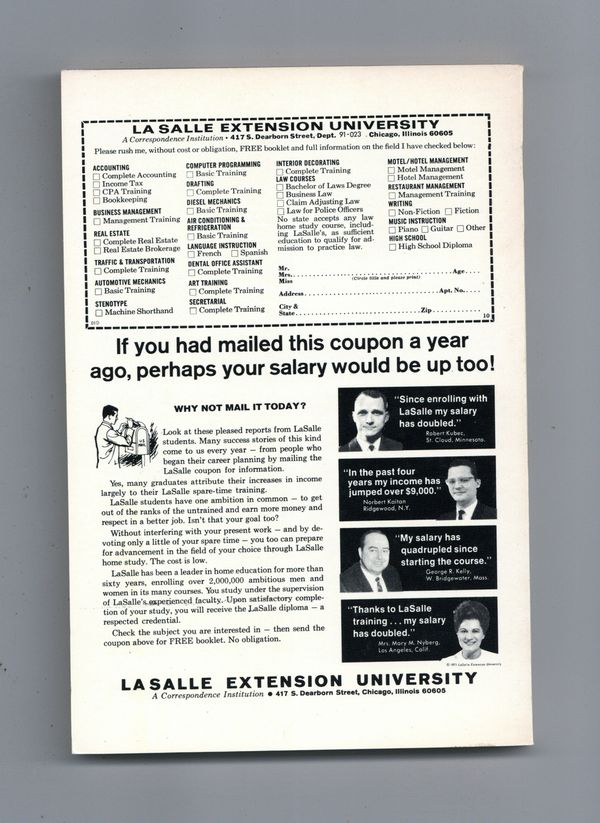 LA SALLE EXTENSION UNIVERSITY
A Correspondence Institution • 417 S. Dearborn Street, Dept. 91-023 Chicago, Illinois 60605
Please rush me, without cost or obligation, FREE booklet and full information on the field I have checked below:
ACCOUNTING
Complete Accounting
Income Tax
CPA Training
Bookkeeping
BUSINESS MANAGEMENT
Management Training
REAL ESTATE
Complete Real Estate
Real Estate Brokerage
TRAFFIC & TRANSPORTATION
Complete Training
AUTOMOTIVE MECHANICS
Basic Training
STENOTYPE
Machine Shorthand
COMPUTER PROGRAMMING
Basic Training
DRAFTING
Complete Training
DIESEL MECHANICS
Basic Training
AIR CONDITIONING &
REFRIGERATION
Basic Training
LANGUAGE INSTRUCTION
French Spanish
DENTAL OFFICE ASSISTANT
Complete Training
ART TRAINING
Complete Training
SECRETARIAL
Complete Training
INTERIOR DECORATING
Complete Training
LAW COURSES
Bachelor of Laws Degree
Business Law
Claim Adjusting Law
Law for Police Officers
No state accepts any law
home study course, includ-
ing LaSalle's, as sufficient
education to qualify for ad-
mission to practice law.
MOTEL/HOTEL MANAGEMENT
Motel Management
Hotel Management
RESTAURANT MANAGEMENT
Management Training
WRITING
Non-Fiction Fiction
MUSIC INSTRUCTION
Piano Guitar Other
HIGH SCHOOL
High School Diploma
Mr.
Mrs. Age
Miss (Circle title and please print)
Address Apt. No.
City &
State Zip
10
If you had mailed this coupon a year
ago, perhaps your salary would be up too!
WHY NOT MAIL IT TODAY?
Look at these pleased reports from LaSalle
students. Many success stories of this kind
come to us every year – from people who
began their career planning by mailing the
LaSalle coupon for information.
Yes, many graduates attribute their increases in income
largely to their LaSalle spare-time training.
LaSalle students have one ambition in common – to get
out of the ranks of the untrained and earn more money and
respect in a better job. Isn't that your goal too?
Without interfering with your present work – and by de-
voting only a little of your spare time – you too can prepare
for advancement in the field of your choice through LaSalle
home study. The cost is low.
LaSalle has been a leader in home education for more than
sixty years, enrolling over 2,000,000 ambitious men and
women in its many courses. You study under the supervision
of LaSalle's experienced faculty. Upon satisfactory comple-
tion of your study, you will receive the LaSalle diploma – a
respected credential.
Check the subject you are interested in – then send the
coupon above for FREE booklet. No obligation.
"Since enrolling with
LaSalle my salary
has doubled."
Robert Kubec,
St. Cloud, Minnesota.
"In the past four
years my income has
jumped over $9,000."
Norbert Kaitan
Ridgewood, N.Y.
"My salary has
quadrupled since
starting the course."
George R. Kelly,
W. Bridgewater, Mass.
"Thanks to LaSalle
training . . . my salary
has doubled."
Mrs. Mary M. Nyberg,
Los Angeles, Calif.
© 1971 LaSalle Extension University
LA SALLE EXTENSION UNIVERSITY
A Correspondence Institution • 417 S. Dearborn Street, Chicago, Illinois 60605